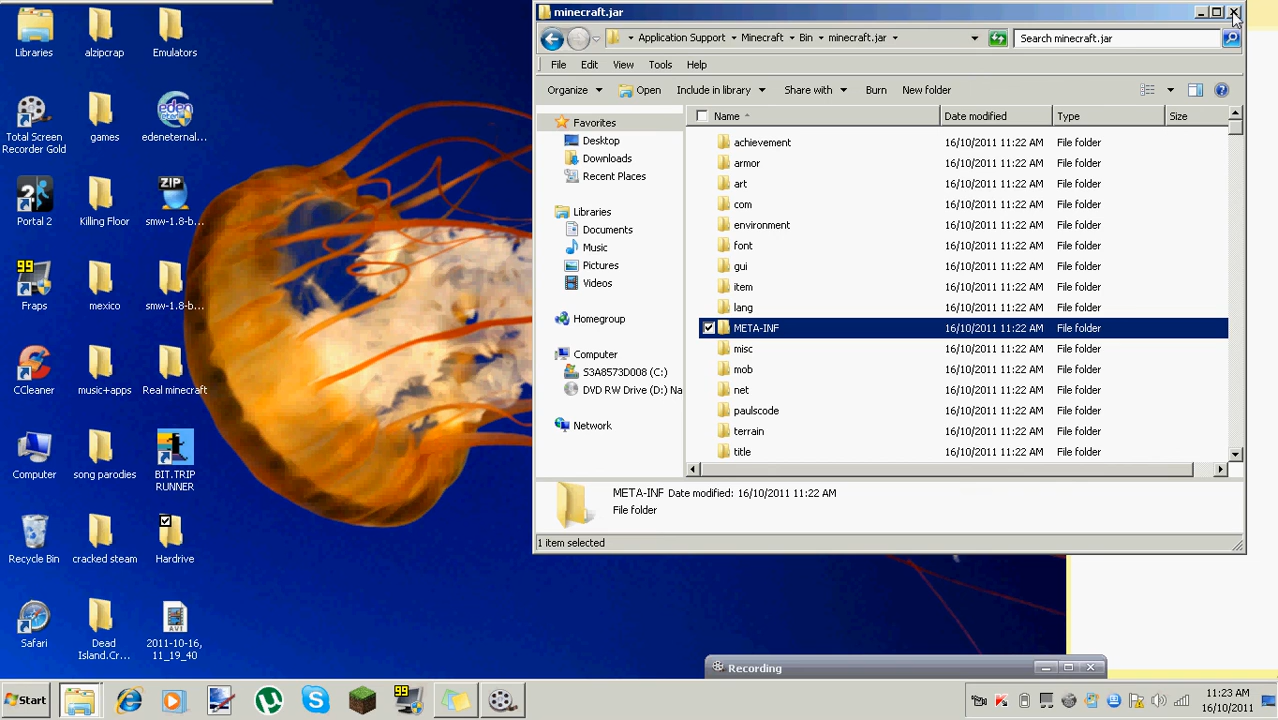 minecraft.jar
Application Support Minecraft Bin minecraft.jar
Search minecraft.jar
File Edit View Tools Help
Organize Open Include in library Share with Burn New folder
Favorites
Desktop
Downloads
Recent Places
Libraries
Documents
Music
Pictures
Videos
Homegroup
Computer
S3A8573D008 (C:)
DVD RW Drive (D:) Na
Network
Name Date modified Type Size
achievement 16/10/2011 11:22 AM File folder
armor 16/10/2011 11:22 AM File folder
art 16/10/2011 11:22 AM File folder
com 16/10/2011 11:22 AM File folder
environment 16/10/2011 11:22 AM File folder
font 16/10/2011 11:22 AM File folder
gui 16/10/2011 11:22 AM File folder
item 16/10/2011 11:22 AM File folder
lang 16/10/2011 11:22 AM File folder
META-INF 16/10/2011 11:22 AM File folder
misc 16/10/2011 11:22 AM File folder
mob 16/10/2011 11:22 AM File folder
net 16/10/2011 11:22 AM File folder
paulscode 16/10/2011 11:22 AM File folder
terrain 16/10/2011 11:22 AM File folder
title 16/10/2011 11:22 AM File folder
META-INF Date modified: 16/10/2011 11:22 AM
File folder
1 item selected
Libraries
alzipcrap
Emulators
Total Screen
Recorder Gold
games
edeneternal...
Portal 2
Killing Floor
ZIP
smw-1.8-b...
99
Fraps
mexico
smw-1.8-b...
CCleaner
music+apps
Real minecraft
Computer
song parodies
BIT.TRIP
RUNNER
Recycle Bin
cracked steam
Hardrive
Safari
Dead
Island.Cr...
AVI
2011-10-16,
11_19_40
Recording
Start
99
11:23 AM
16/10/2011